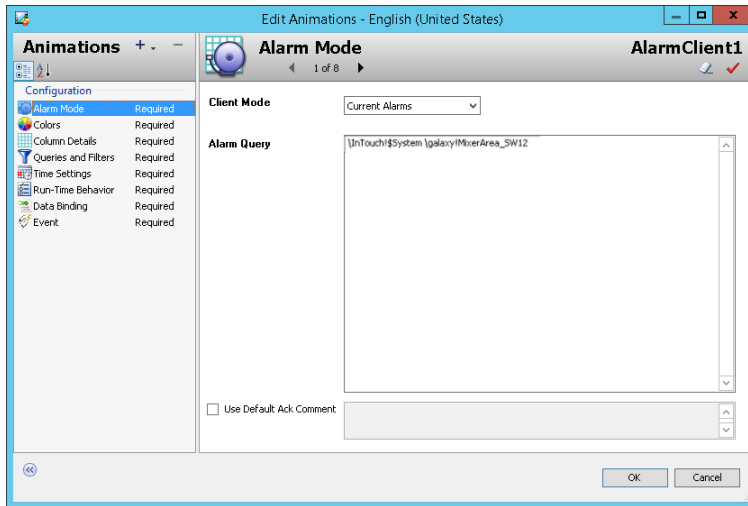 Edit Animations - English (United States)
Animations
Alarm Mode
AlarmClient1
1 of 8
Configuration
Alarm Mode Required
Colors Required
Column Details Required
Queries and Filters Required
Time Settings Required
Run-Time Behavior Required
Data Binding Required
Event Required
Client Mode Current Alarms
Alarm Query \InTouch!$System \galaxy!MixerArea_SW12
Use Default Ack Comment
OK Cancel